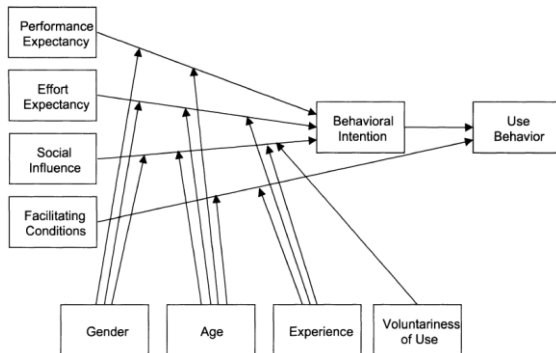 Performance
Expectancy
Effort
Expectancy
Social
Influence
Facilitating
Conditions
Behavioral
Intention
Use
Behavior
Gender
Age
Experience
Voluntariness
of Use